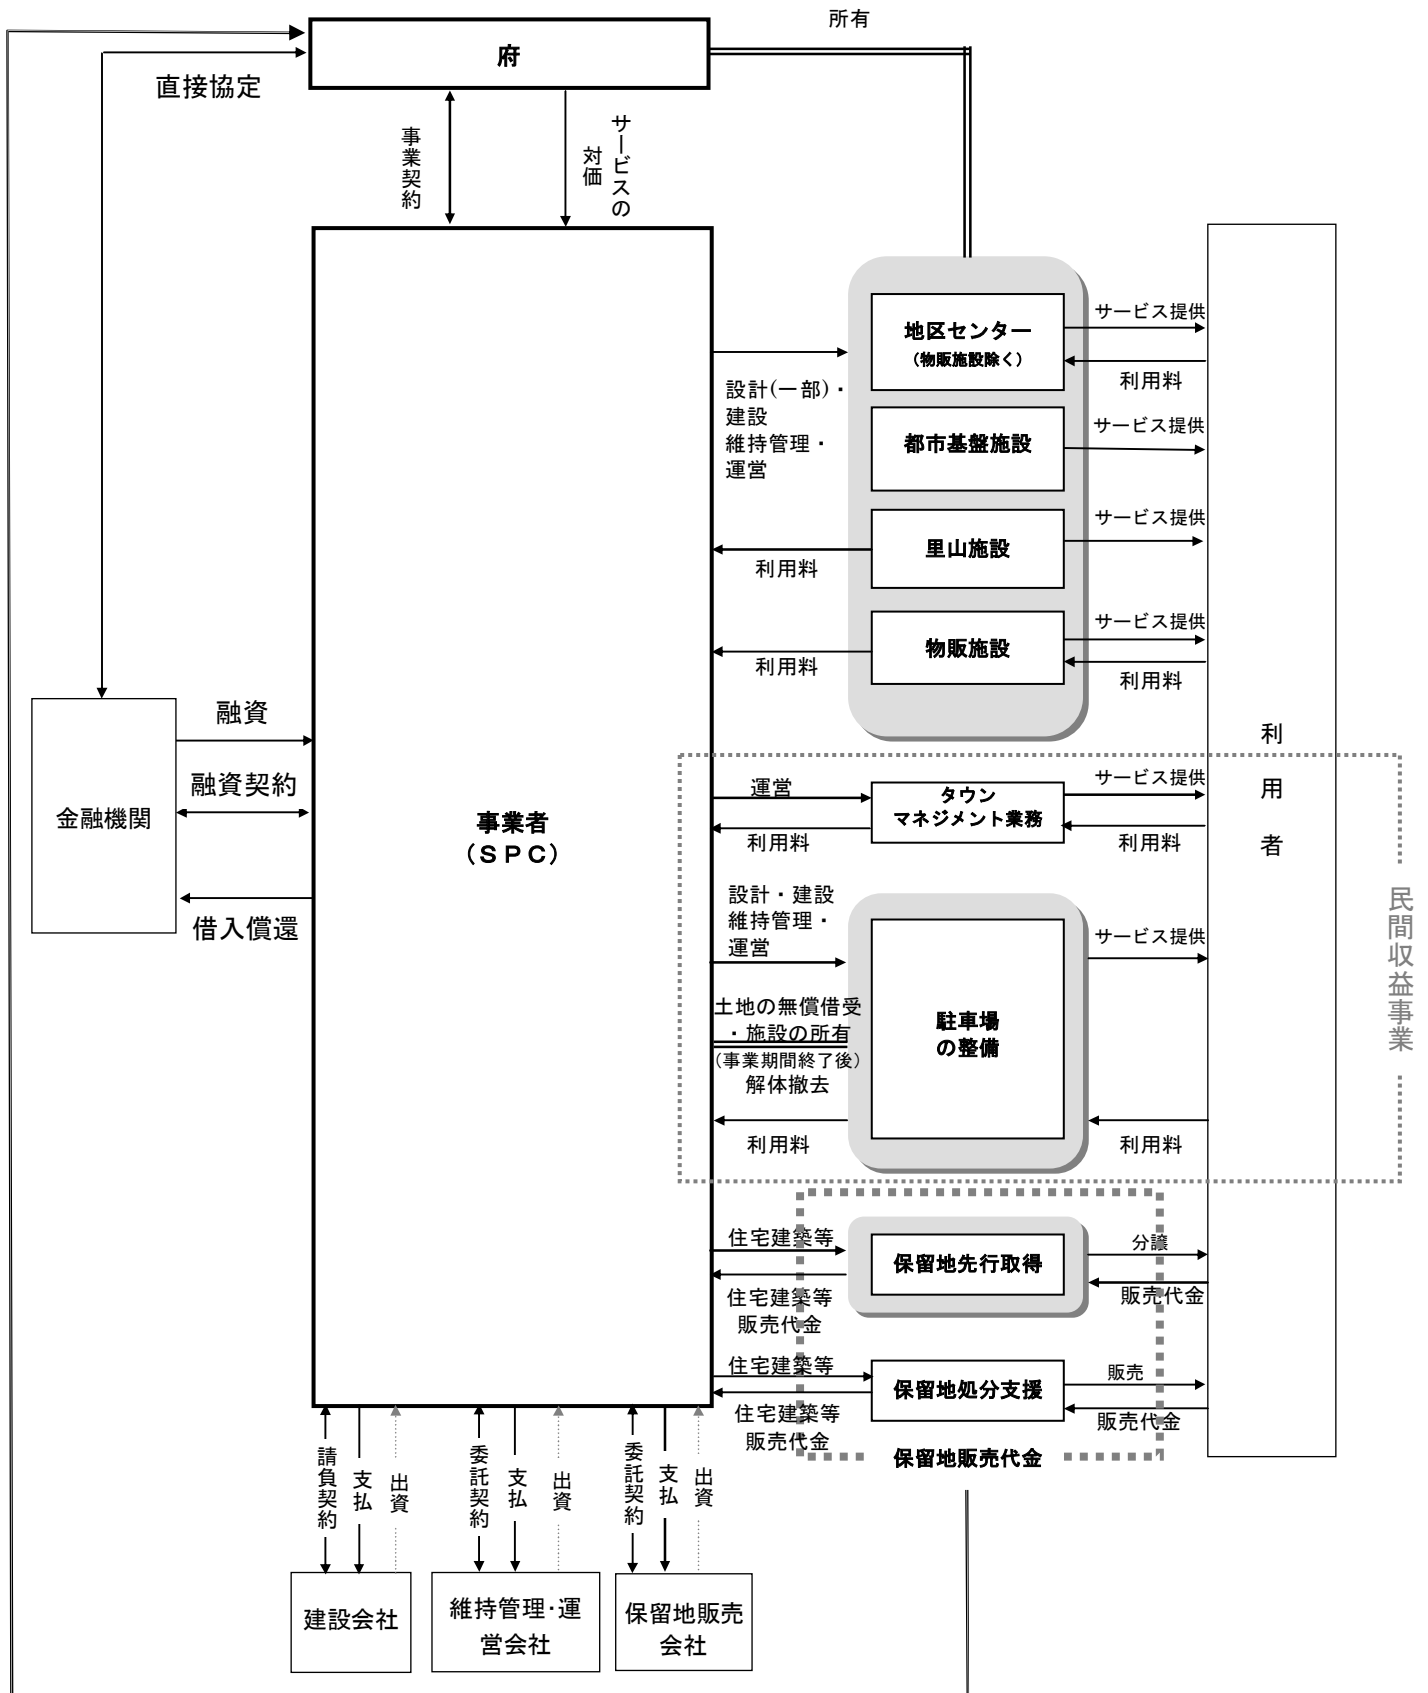 所有
府
直接協定
事業契約
サービスの
対価
地区センター
（物販施設除く）
サービス提供
利用料
設計(一部)・
建設
維持管理・
運営
都市基盤施設
サービス提供
里山施設
サービス提供
利用料
物販施設
サービス提供
利用料
利用料
利用者
金融機関
融資
融資契約
借入償還
事業者
（ＳＰＣ）
運営
タウン
マネジメント業務
サービス提供
利用料
利用料
民間収益事業
設計・建設
維持管理・
運営
サービス提供
土地の無償借受
・施設の所有
（事業期間終了後）
解体撤去
駐車場
の整備
利用料
利用料
住宅建築等
保留地先行取得
分譲
住宅建築等
販売代金
販売代金
住宅建築等
保留地処分支援
販売
住宅建築等
販売代金
販売代金
保留地販売代金
請負契約
支払
出資
委託契約
支払
出資
委託契約
支払
出資
建設会社
維持管理・運
営会社
保留地販売
会社